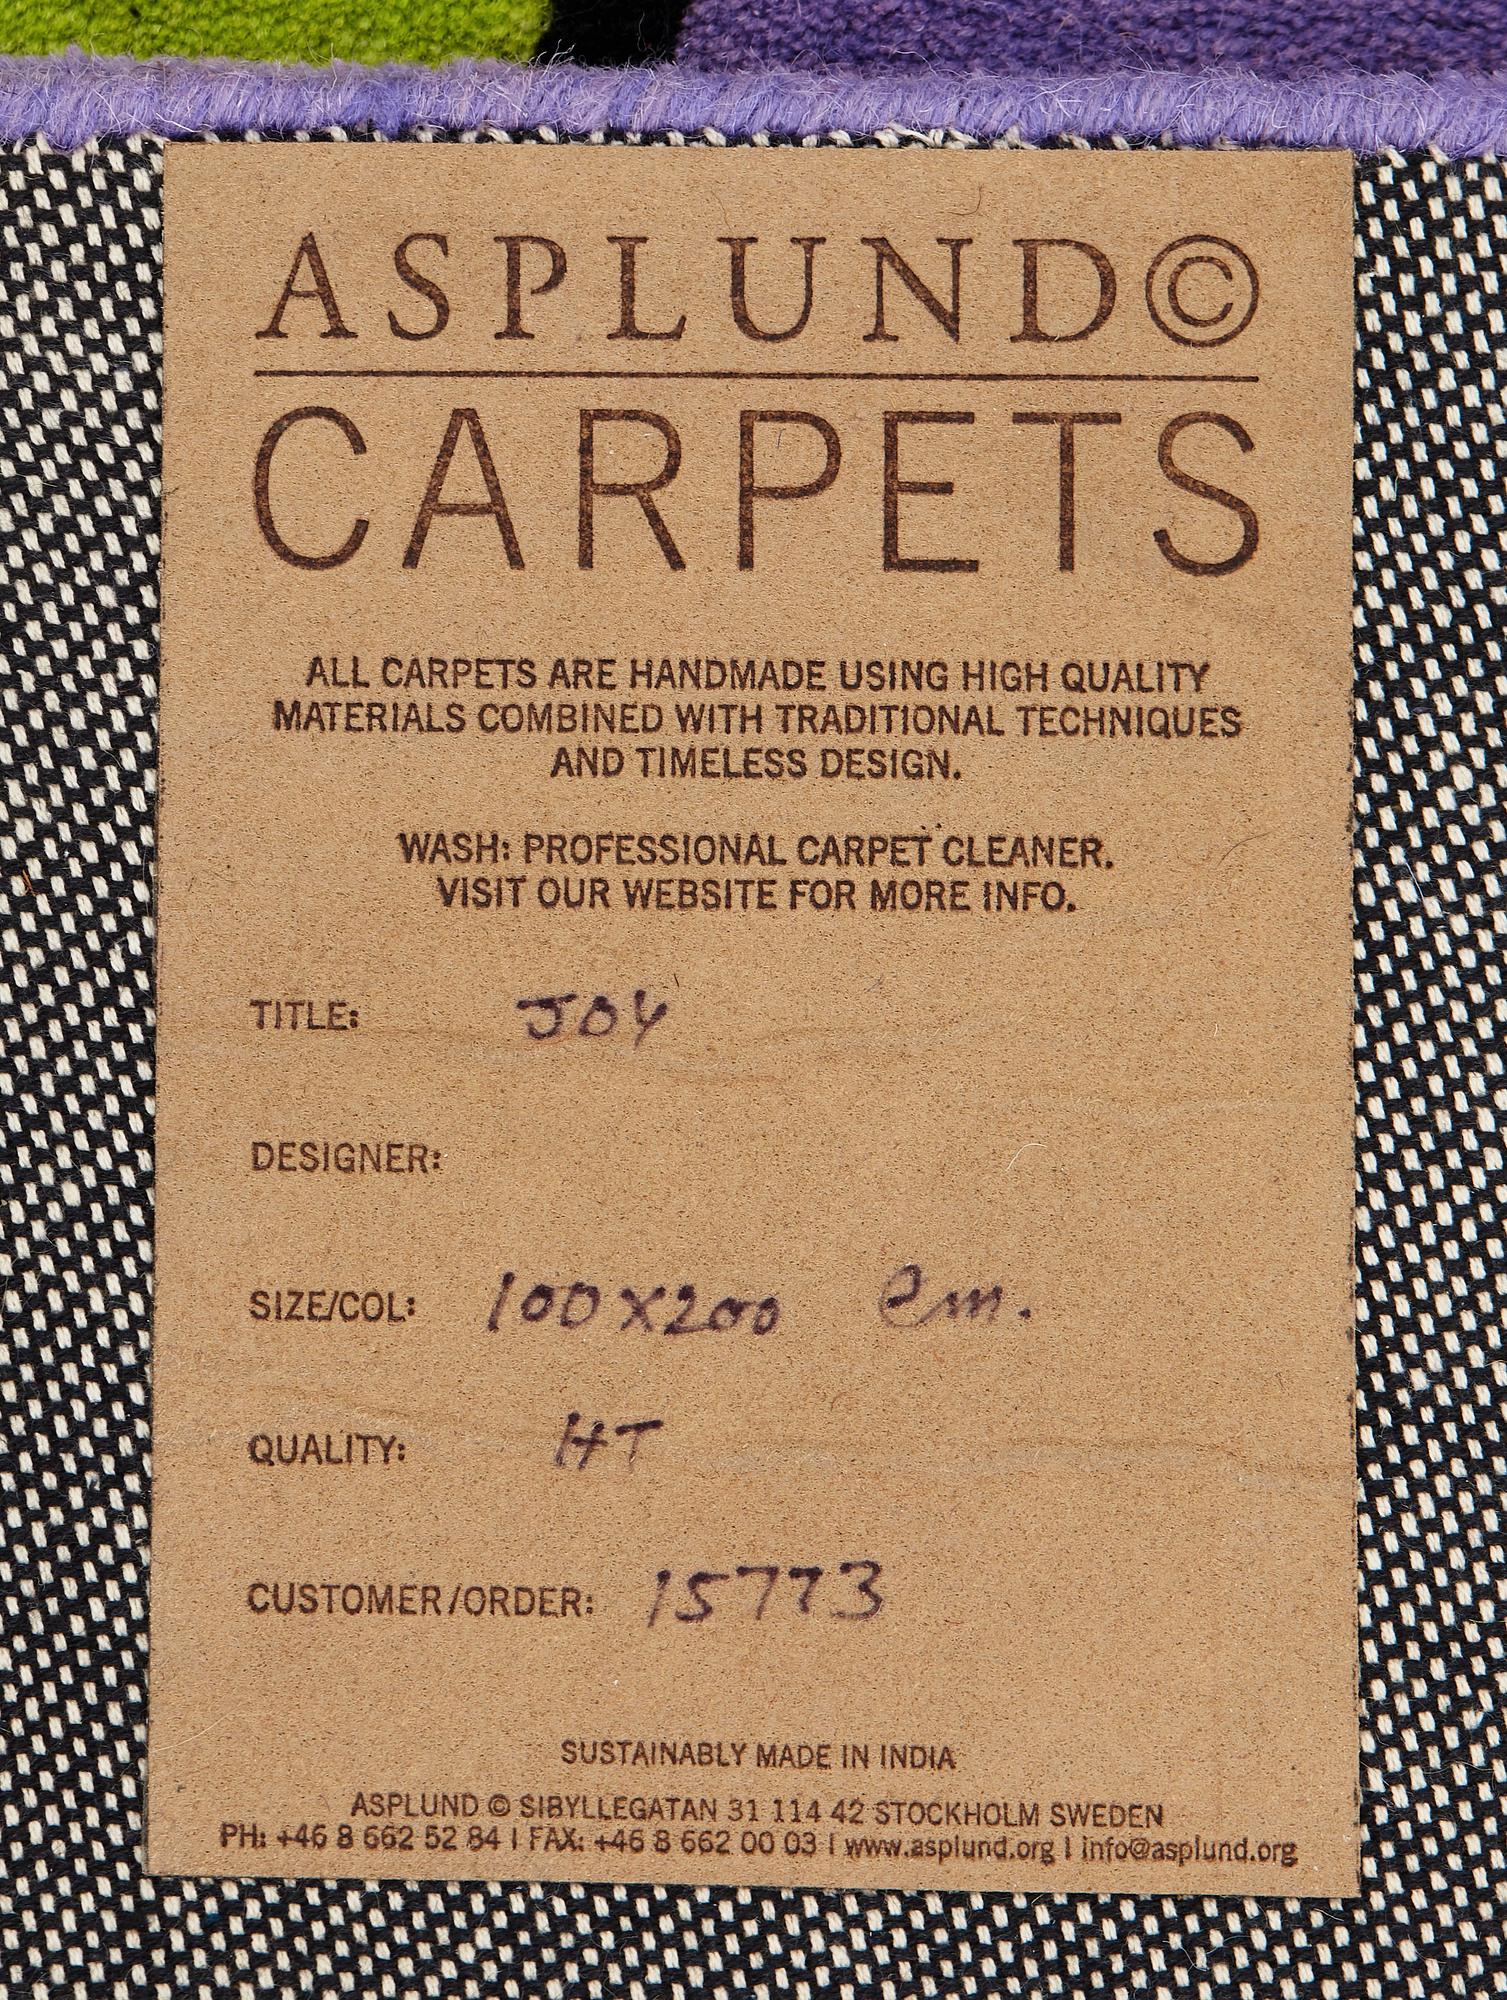 ASPLUND©
CARPETS
ALL CARPETS ARE HANDMADE USING HIGH QUALITY
MATERIALS COMBINED WITH TRADITIONAL TECHNIQUES
AND TIMELESS DESIGN.
WASH: PROFESSIONAL CARPET CLEANER.
VISIT OUR WEBSITE FOR MORE INFO.
TITLE: JOY
DESIGNER:
SIZE/COL: 100X200 cm.
QUALITY: HT
CUSTOMER/ORDER: 15773
SUSTAINABLY MADE IN INDIA
ASPLUND © SIBYLLEGATAN 31 114 42 STOCKHOLM SWEDEN
PH: +46 8 662 52 84 | FAX: +46 8 662 00 03 | www.asplund.org | info@asplund.org